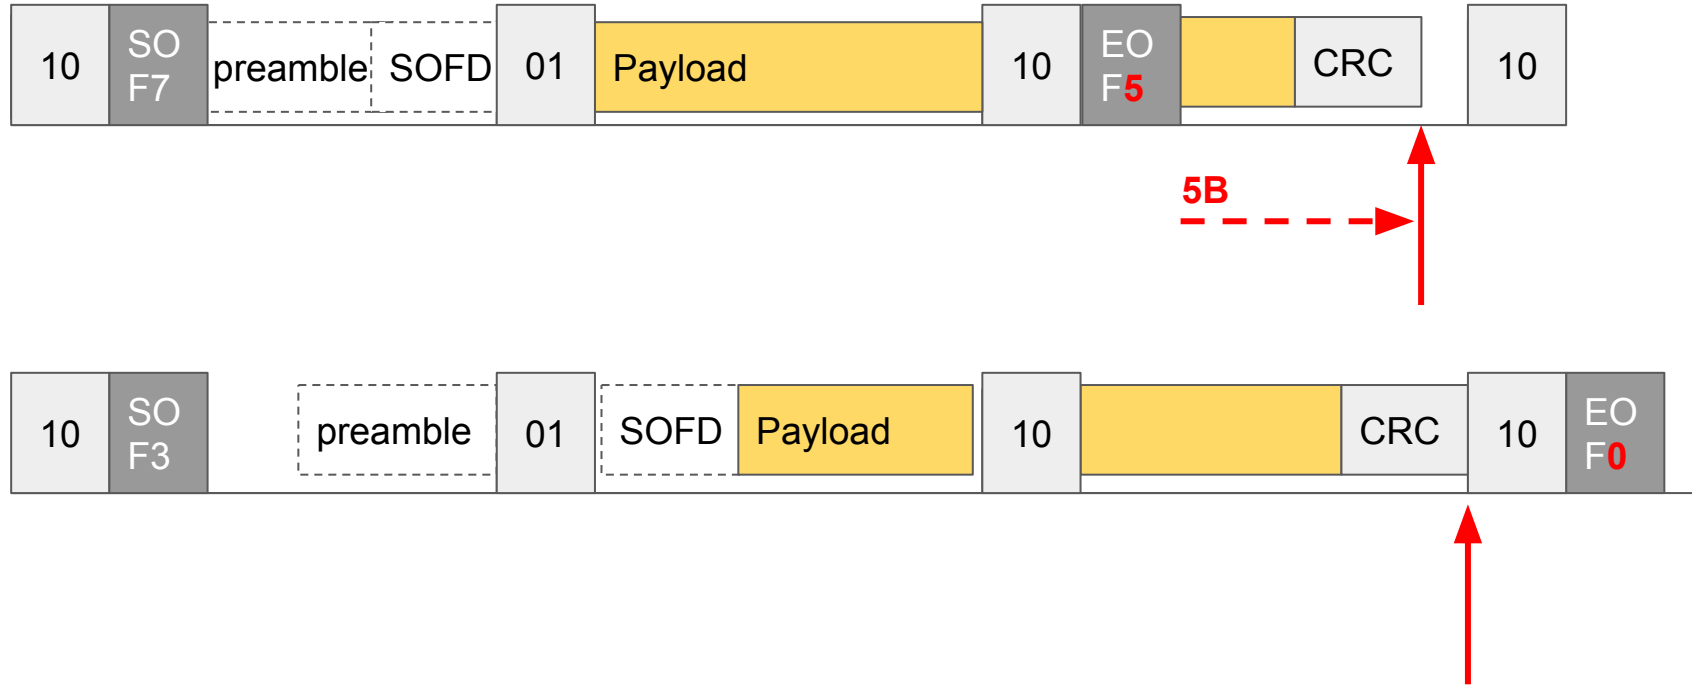 10 SO preamble SOFD 01 Payload 10 EO CRC 10
F7 F5
5B
10 SO preamble 01 SOFD Payload 10 CRC 10 EO
F3 F0